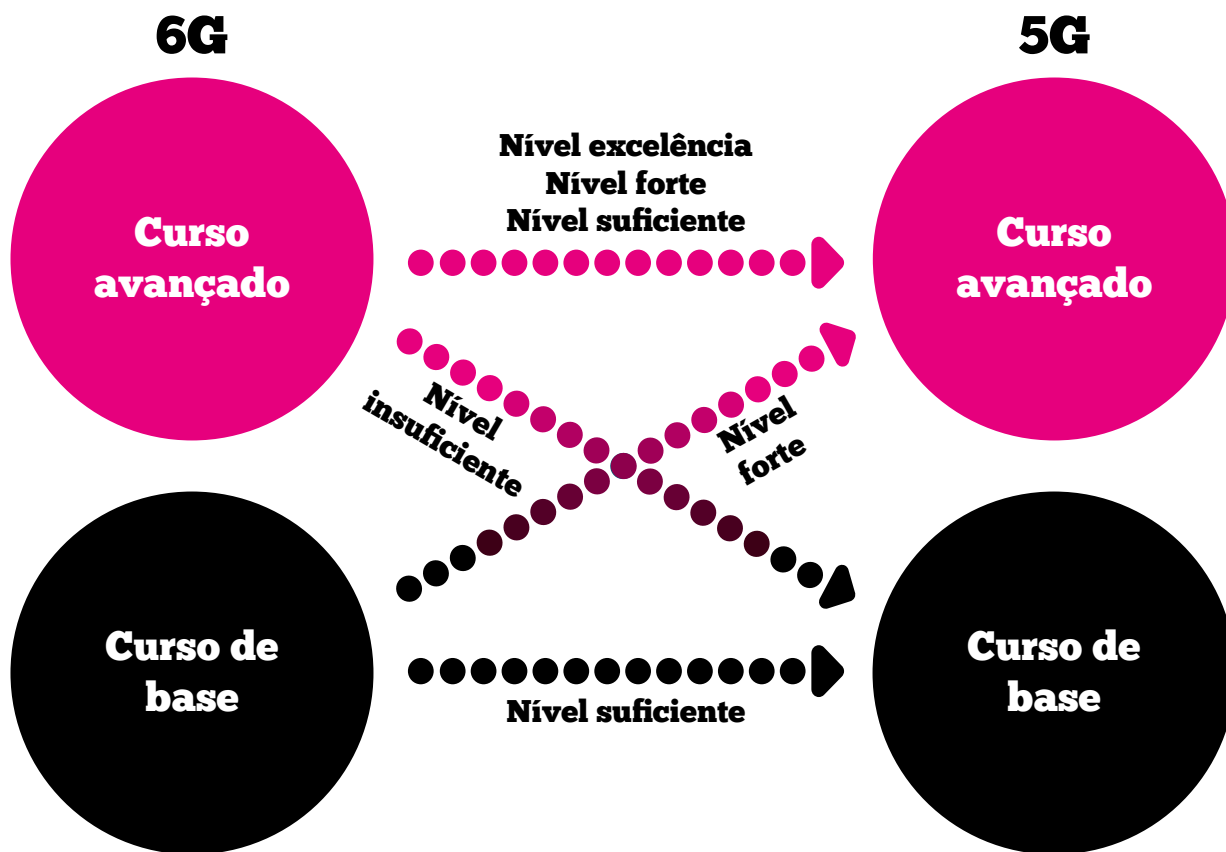 6G
5G
Nível excelência
Nível forte
Nível suficiente
Curso
avançado
Curso
avançado
Nível
insuficiente
Nível
forte
Curso de
base
Curso de
base
Nível suficiente